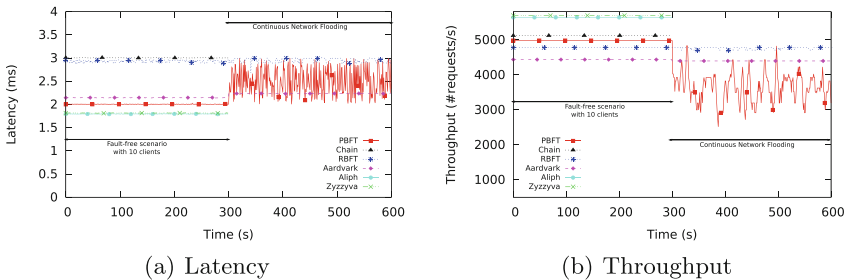 Continuous Network Flooding
Latency (ms)
4
3.5
3
2.5
2
1.5
1
0.5
0
Fault-free scenario
with 10 clients
PBFT
Chain
RBFT
Aardvark
Aliph
Zyzzyva
0
100
200
300
400
500
600
Time (s)
(a) Latency
Throughput (#requests/s)
5000
4000
3000
2000
1000
Fault-free scenario
with 10 clients
Continuous Network Flooding
PBFT
Chain
RBFT
Aardvark
Aliph
Zyzzyva
0
100
200
300
400
500
600
Time (s)
(b) Throughput